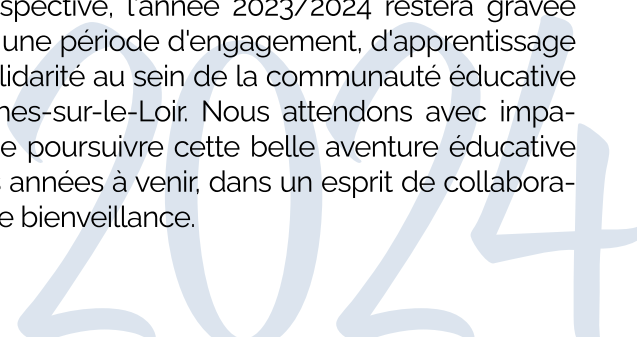 spective, l'année 2023/2024 restera gravée
une période d'engagement, d'apprentissage
lidarité au sein de la communauté éducative
nes-sur-le-Loir. Nous attendons avec impa-
e poursuivre cette belle aventure éducative
s années à venir, dans un esprit de collabora-
e bienveillance.
2024